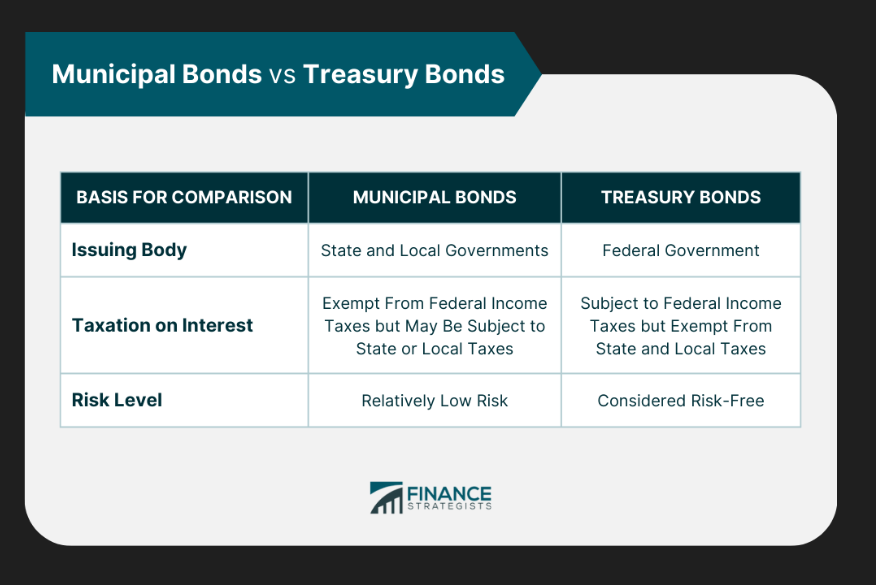 Municipal Bonds vs Treasury Bonds
BASIS FOR COMPARISON
MUNICIPAL BONDS
TREASURY BONDS
Issuing Body
State and Local Governments
Federal Government
Taxation on Interest
Exempt From Federal Income
Taxes but May Be Subject to
State or Local Taxes
Subject to Federal Income
Taxes but Exempt From
State and Local Taxes
Risk Level
Relatively Low Risk
Considered Risk-Free
FINANCE
STRATEGISTS